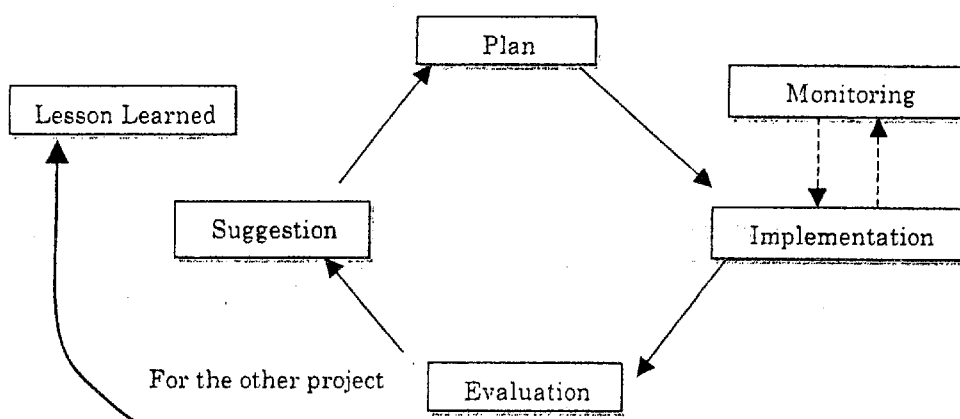 Plan
Monitoring
Lesson Learned
Suggestion
Implementation
For the other project
Evaluation